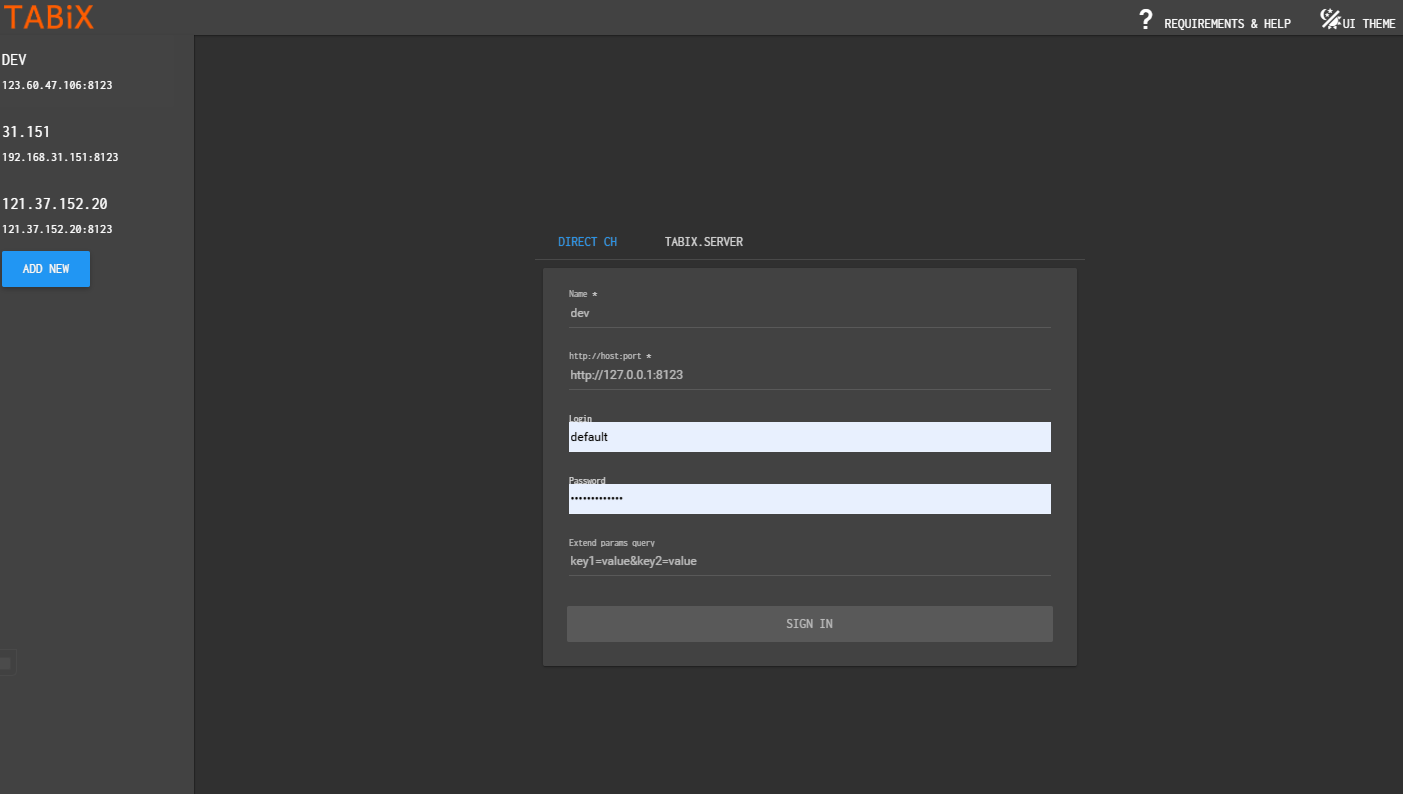 TABiX
? REQUIREMENTS & HELP
UI THEME
DEV
123.60.47.106:8123
31.151
192.168.31.151:8123
121.37.152.20
121.37.152.20:8123
ADD NEW
DIRECT CH
TABIX.SERVER
Name *
dev
http://host:port *
http://127.0.0.1:8123
Login
default
Password
•••••••••••••
Extend params query
key1=value&key2=value
SIGN IN